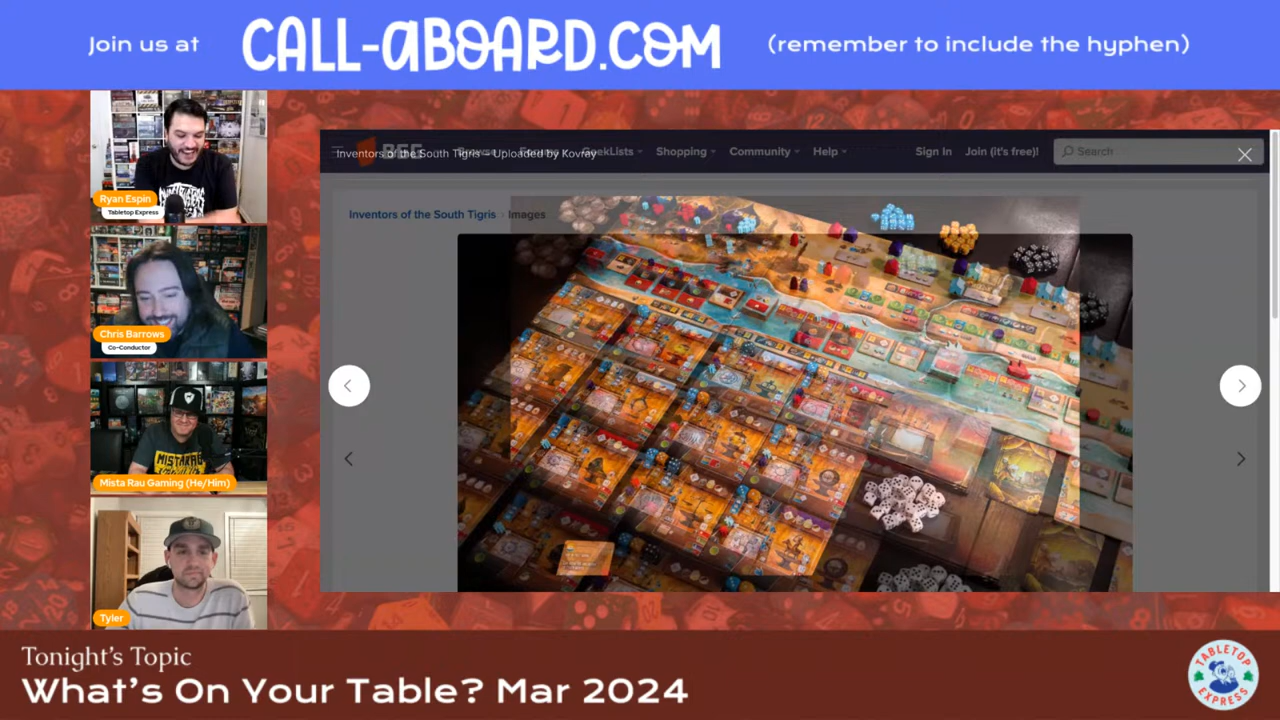 Join us at
CALL-aBOARD.COM
(remember to include the hyphen)
Ryan Espin
Tabletop Express
Chris Barrows
Co-Conductor
MISTARAU
Mista Rau Gaming (He/Him)
Tyler
Inventors of the South Tigris – Uploaded by Kovray
GeekLists
Shopping
Community
Help
Sign In
Join (it's free)!
Search
Inventors of the South Tigris
Images
Tonight's Topic
What's On Your Table? Mar 2024
TABLETOP
EXPRESS